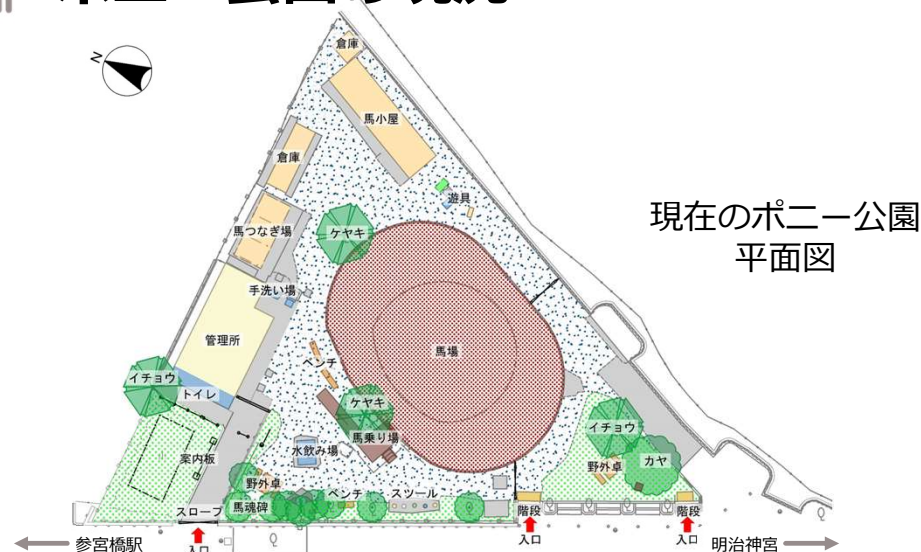 N
倉庫
馬小屋
倉庫
遊具
現在のポニー公園
平面図
馬つなぎ場
ケヤキ
手洗い場
管理所
馬場
ベンチ
イチョウ
トイレ
ケヤキ
馬乗り場
イチョウ
水飲み場
案内板
野外卓
カヤ
野外卓
ベンチ
スツール
馬魂碑
スロープ
階段
階段
入口
入口
参宮橋駅
明治神宮